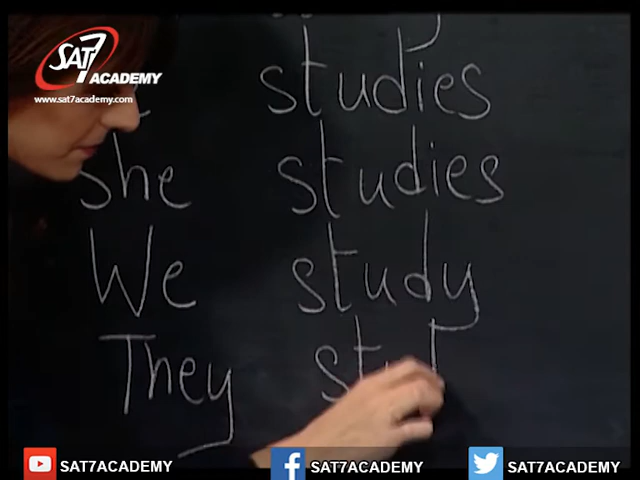 SAT7 ACADEMY
www.sat7academy.com
studies
She studies
We study
They
SAT7ACADEMY SAT7ACADEMY SAT7ACADEMY